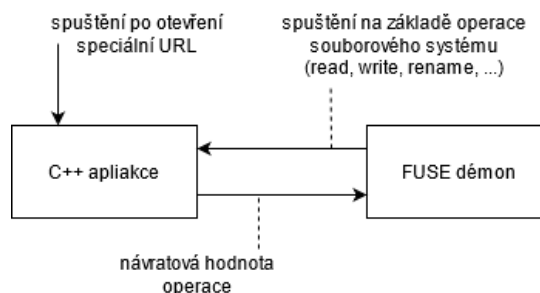 spuštění po otevření
speciální URL
spuštění na základě operace
souborového systému
(read, write, rename, ...)
C++ apliakce
FUSE démon
návratová hodnota
operace